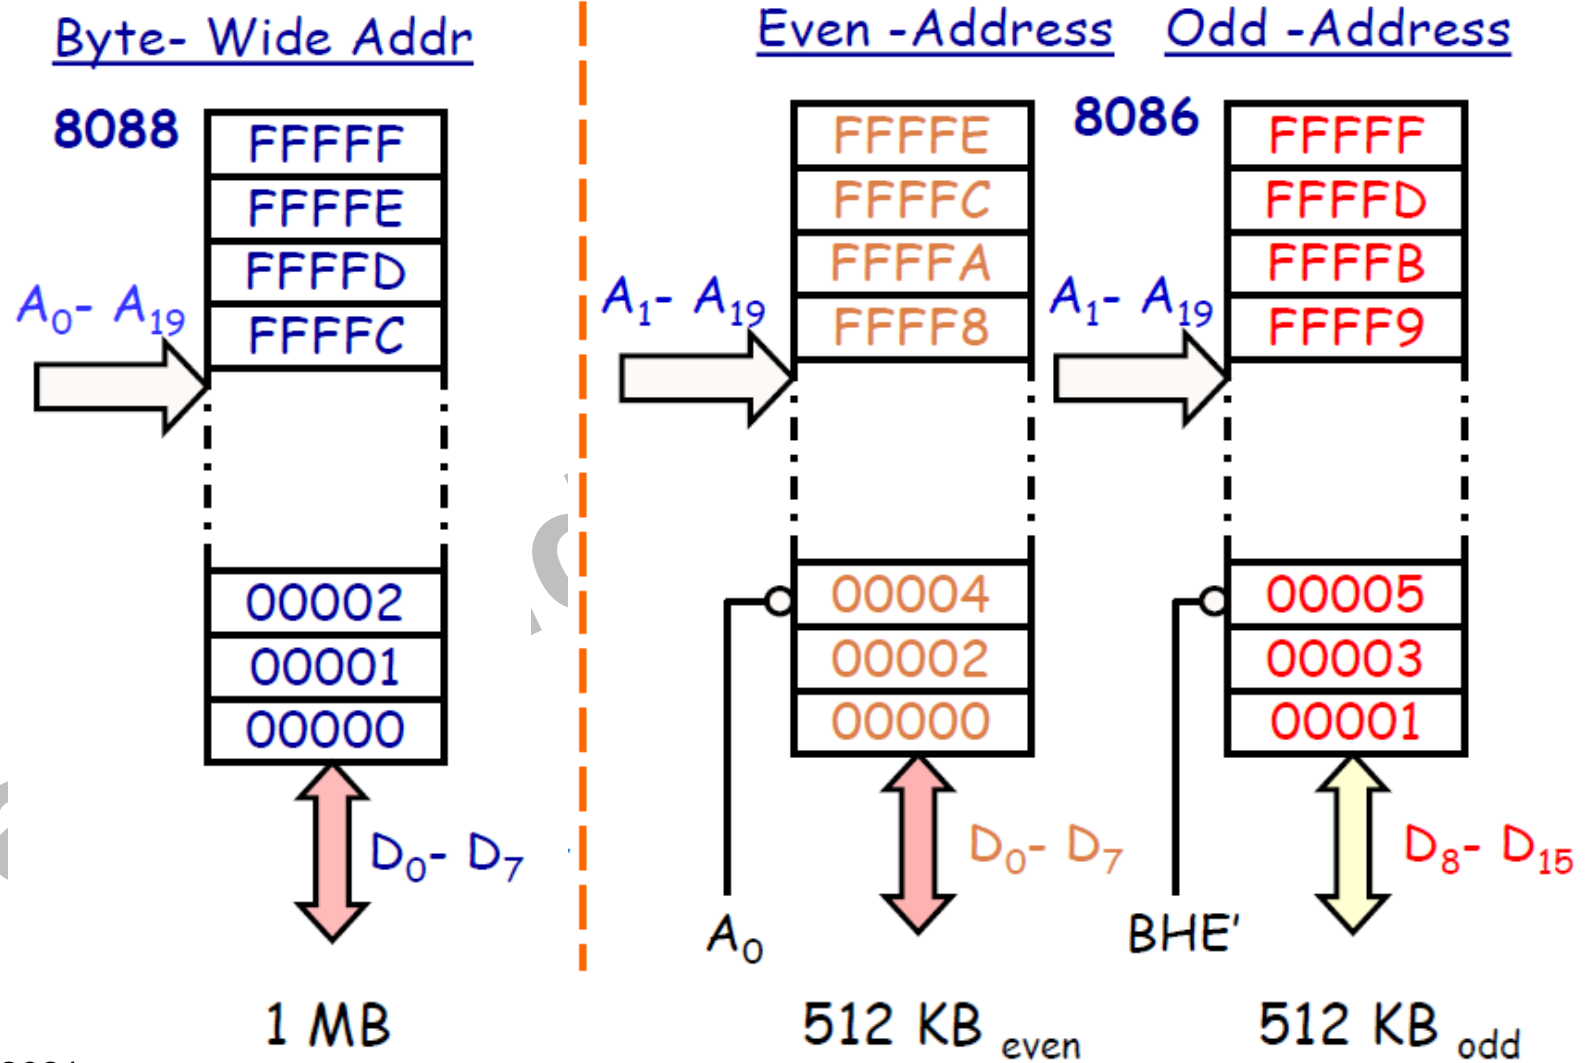 Byte- Wide Addr
8088
FFFFF
FFFFE
FFFFD
FFFFC
A0- A19
00002
00001
00000
D0- D7
1 MB
Even -Address
FFFFE
FFFFC
FFFFA
FFFF8
A1- A19
00004
00002
00000
A0
D0- D7
512 KB even
Odd -Address
8086
FFFFF
FFFFD
FFFFB
FFFF9
A1- A19
00005
00003
00001
BHE'
D8- D15
512 KB odd